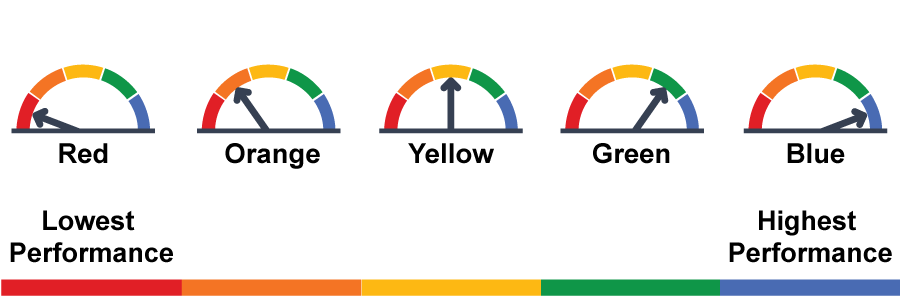 Red
Orange
Yellow
Green
Blue
Lowest
Performance
Highest
Performance